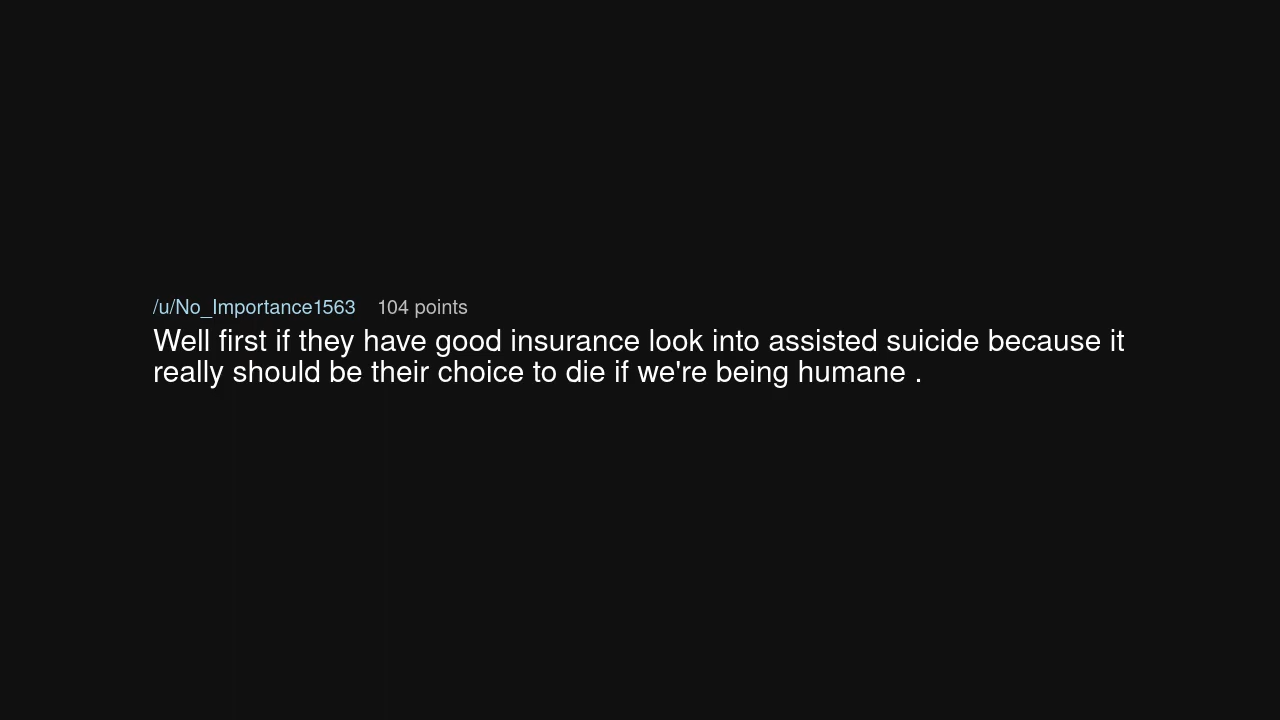 /u/No_Importance1563 104 points
Well first if they have good insurance look into assisted suicide because it
really should be their choice to die if we're being humane .